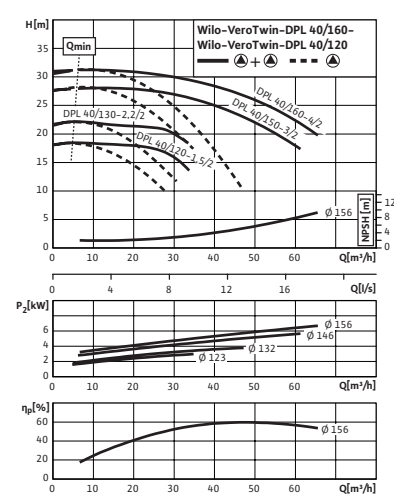 H[m]
Wilo-VeroTwin-DPL 40/160-
Wilo-VeroTwin-DPL 40/120
+
Qmin
35
30
25
20
15
10
5
0
DPL 40/160-4/2
DPL 40/150-3/2
DPL 40/130-2,2/2
DPL 40/120-1,5/2
Ø 156
NPSH [m]
12
8
4
0
0 10 20 30 40 50 60 Q[m³/h]
0 4 8 12 16 Q[l/s]
P2[kW]
6
4
2
0
Ø 156
Ø 146
Ø 132
Ø 123
0 10 20 30 40 50 60 Q[m³/h]
ηp[%]
60
40
20
0
Ø 156
0 10 20 30 40 50 60 Q[m³/h]